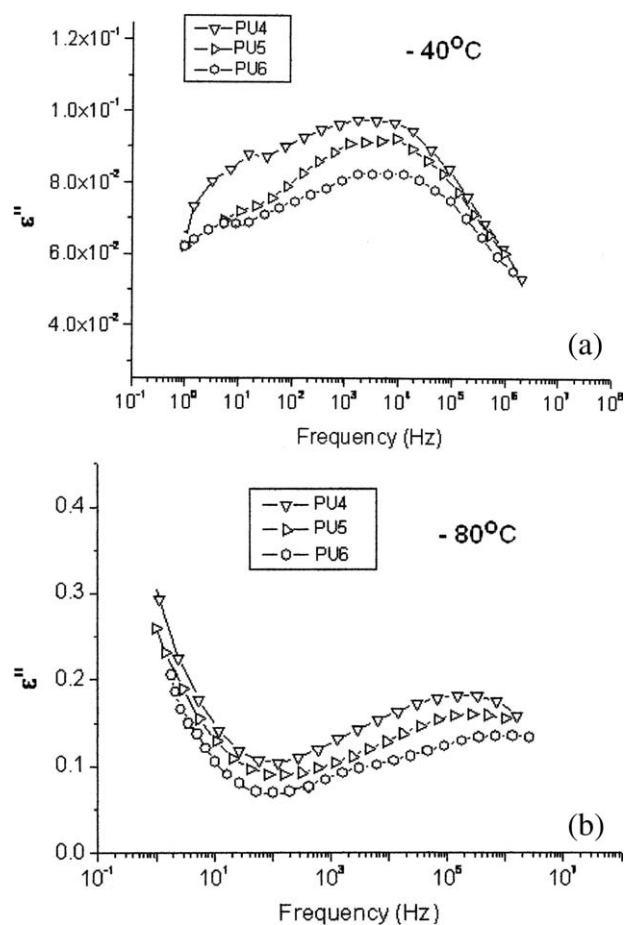 PU4
PU5
PU6
- 40°C
1.2x10⁻¹
1.0x10⁻¹
8.0x10⁻²
6.0x10⁻²
4.0x10⁻²
ε''
(a)
10⁻¹ 10⁰ 10¹ 10² 10³ 10⁴ 10⁵ 10⁶ 10⁷ 10⁸
Frequency (Hz)
PU4
PU5
PU6
- 80°C
0.4
0.3
0.2
0.1
0.0
ε''
(b)
10⁻¹ 10¹ 10³ 10⁵ 10⁷
Frequency (Hz)